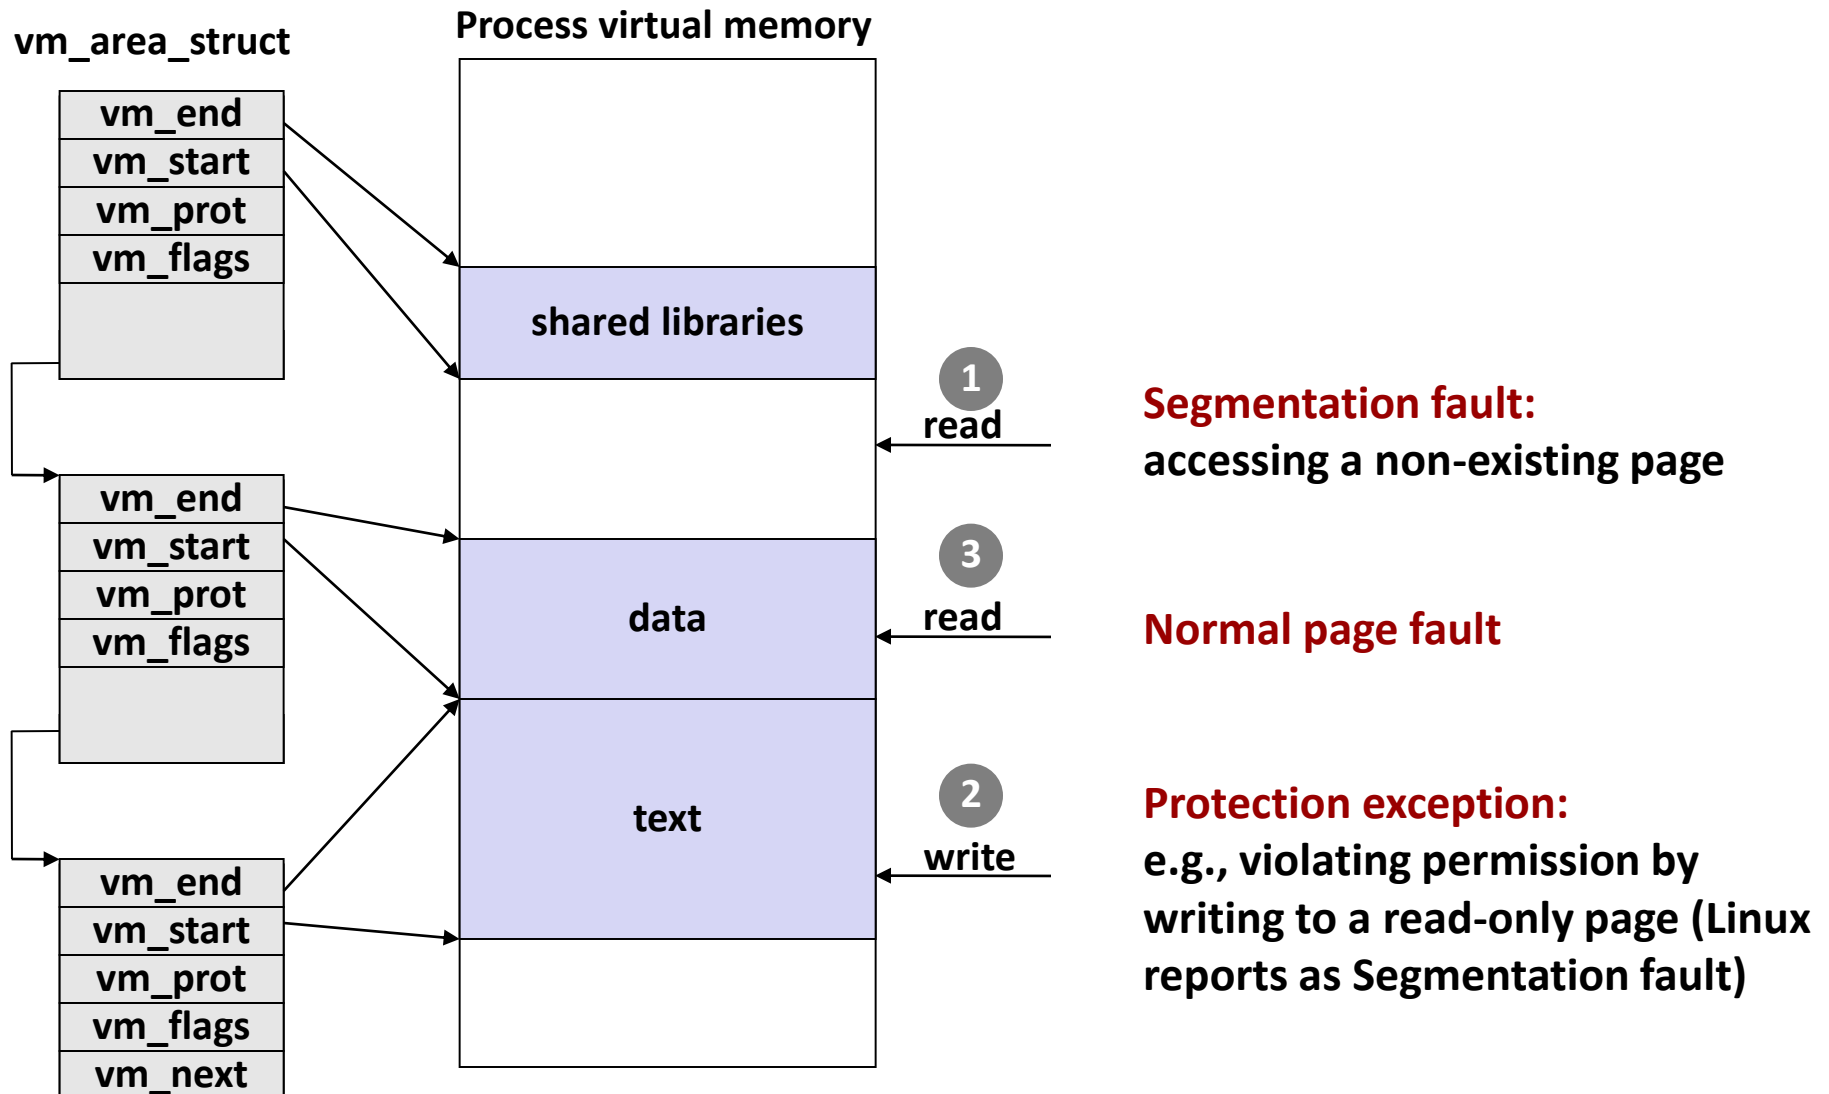 Process virtual memory
vm_area_struct
vm_end
vm_start
vm_prot
vm_flags
shared libraries
1
read
Segmentation fault:
accessing a non-existing page
vm_end
vm_start
vm_prot
vm_flags
data
3
read
Normal page fault
text
2
write
Protection exception:
e.g., violating permission by
writing to a read-only page (Linux
reports as Segmentation fault)
vm_end
vm_start
vm_prot
vm_flags
vm_next